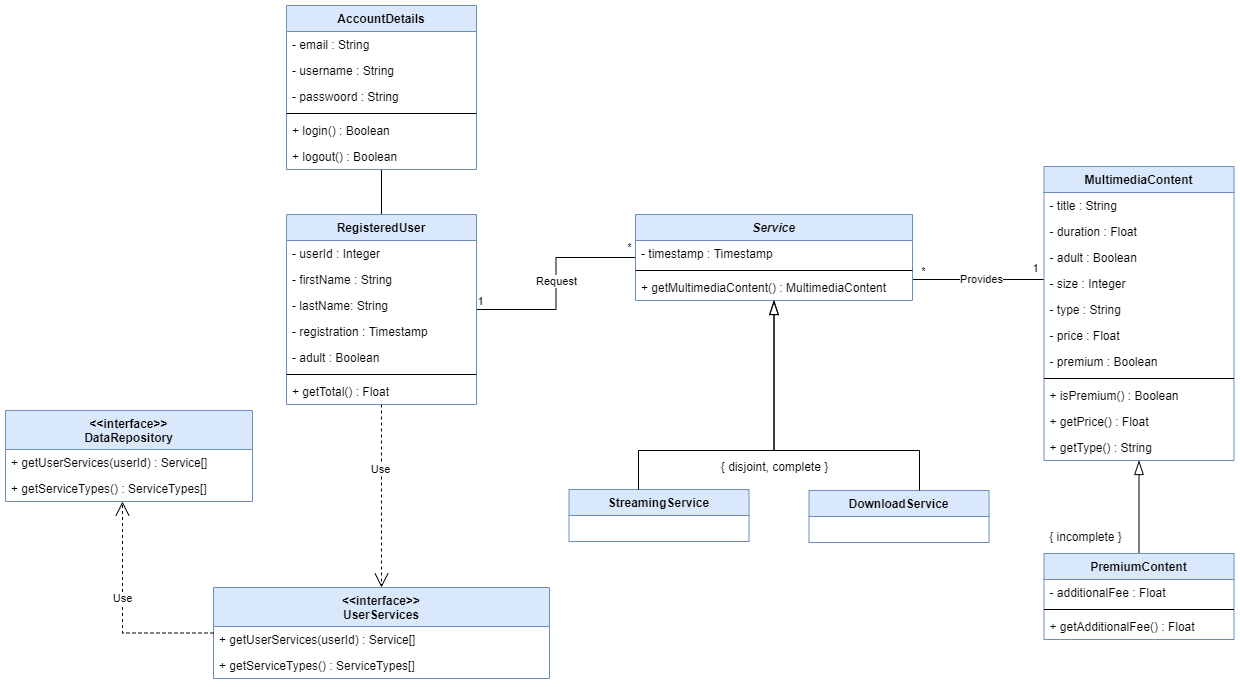 AccountDetails
- email : String
- username : String
- passwoord : String
+ login() : Boolean
+ logout() : Boolean
RegisteredUser
- userId : Integer
- firstName : String
- lastName: String
- registration : Timestamp
- adult : Boolean
+ getTotal() : Float
1
Request
*
Service
- timestamp : Timestamp
+ getMultimediaContent() : MultimediaContent
*
Provides
1
MultimediaContent
- title : String
- duration : Float
- adult : Boolean
- size : Integer
- type : String
- price : Float
- premium : Boolean
+ isPremium() : Boolean
+ getPrice() : Float
+ getType() : String
<<interface>>
DataRepository
+ getUserServices(userId) : Service[]
+ getServiceTypes() : ServiceTypes[]
Use
{ disjoint, complete }
StreamingService
DownloadService
{ incomplete }
PremiumContent
- additionalFee : Float
+ getAdditionalFee() : Float
Use
<<interface>>
UserServices
+ getUserServices(userId) : Service[]
+ getServiceTypes() : ServiceTypes[]